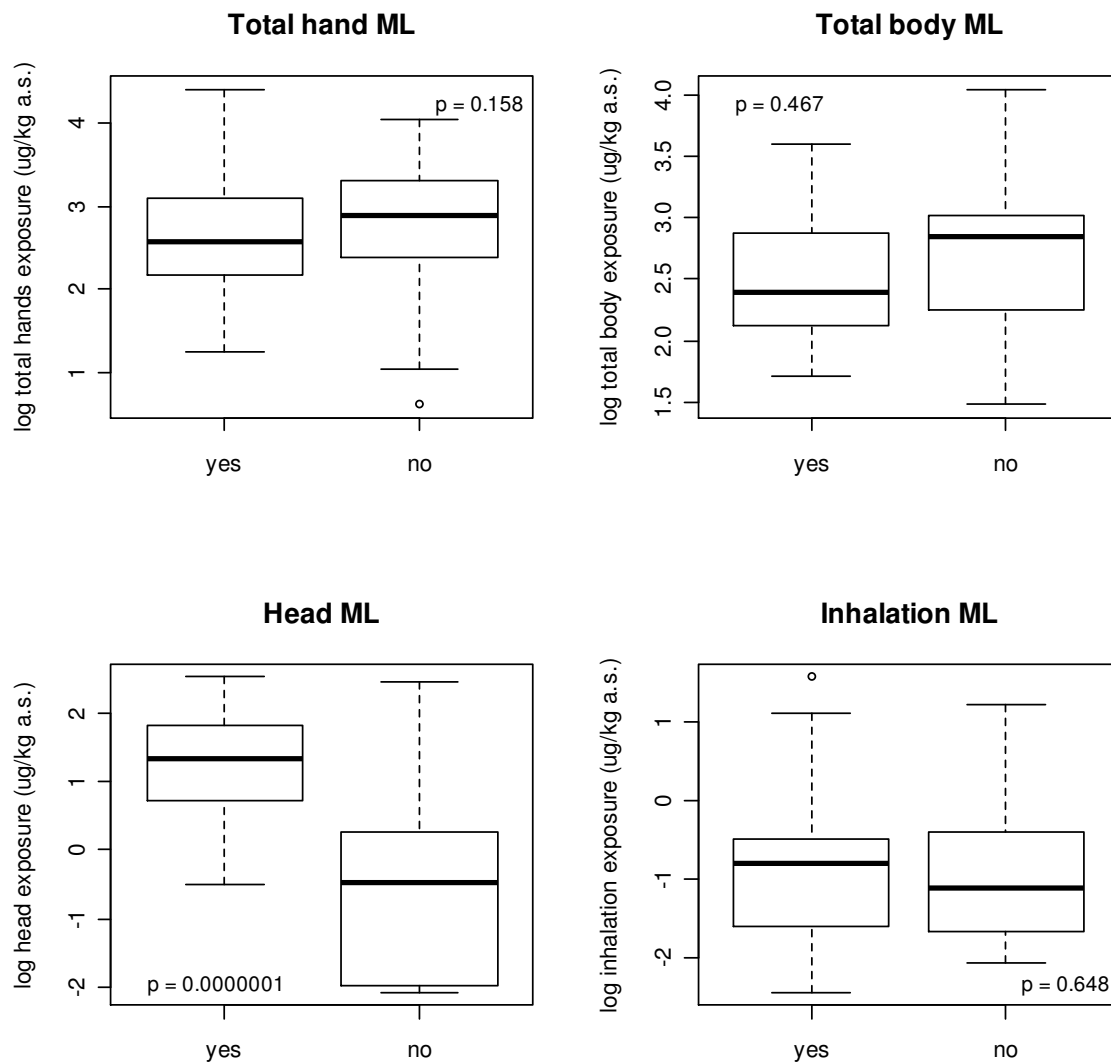 Total hand ML
log total hands exposure (ug/kg a.s.)
4
3
2
1
p = 0.158
yes no
Total body ML
log total body exposure (ug/kg a.s.)
4.0
3.5
3.0
2.5
2.0
1.5
p = 0.467
yes no
Head ML
log head exposure (ug/kg a.s.)
2
1
0
-1
-2
p = 0.0000001
yes no
Inhalation ML
log inhalation exposure (ug/kg a.s.)
1
0
-1
-2
p = 0.648
yes no